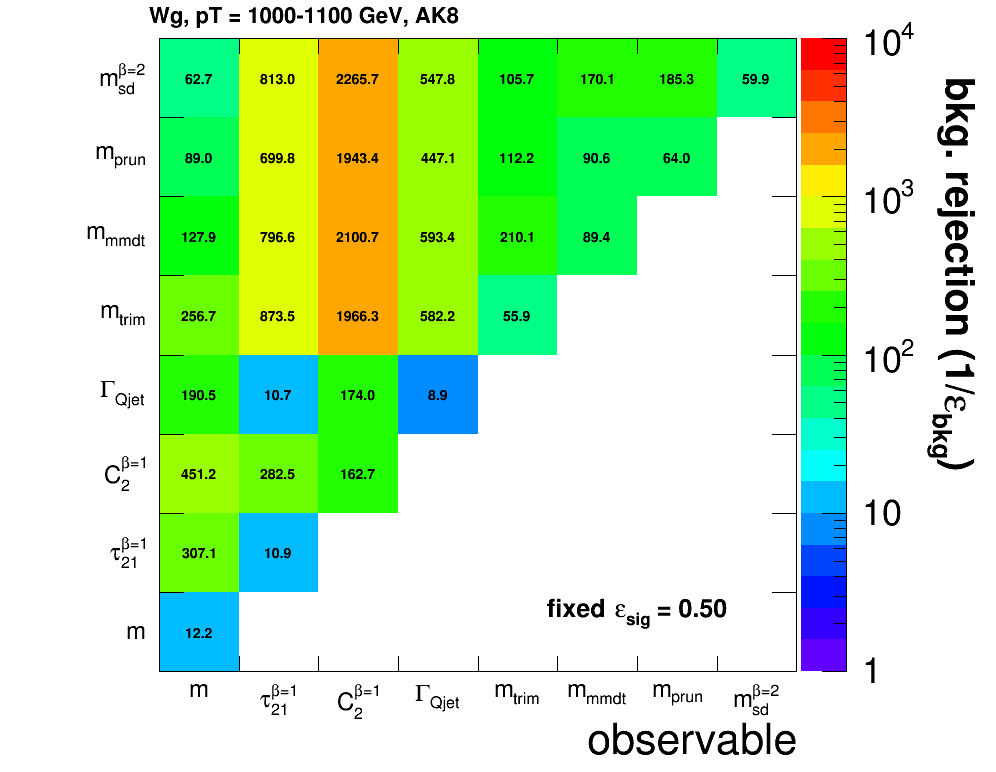 Wg, pT = 1000-1100 GeV, AK8
m_sd^β=2 62.7 813.0 2265.7 547.8 105.7 170.1 185.3 59.9
m_prun 89.0 699.8 1943.4 447.1 112.2 90.6 64.0
m_mmdt 127.9 796.6 2100.7 593.4 210.1 89.4
m_trim 256.7 873.5 1966.3 582.2 55.9
Γ_Qjet 190.5 10.7 174.0 8.9
C_2^β=1 451.2 282.5 162.7
τ_21^β=1 307.1 10.9
fixed ε_sig = 0.50
m 12.2
m τ_21^β=1 C_2^β=1 Γ_Qjet m_trim m_mmdt m_prun m_sd^β=2
observable
10^4
10^3
10^2
10
1
bkg. rejection (1/ε_bkg)